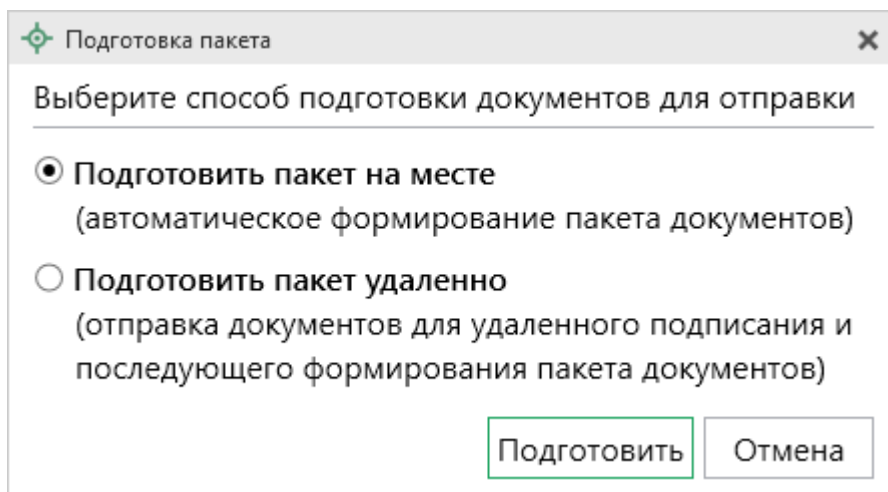 Подготовка пакета
Выберите способ подготовки документов для отправки
Подготовить пакет на месте
(автоматическое формирование пакета документов)
Подготовить пакет удаленно
(отправка документов для удаленного подписания и
последующего формирования пакета документов)
Подготовить Отмена